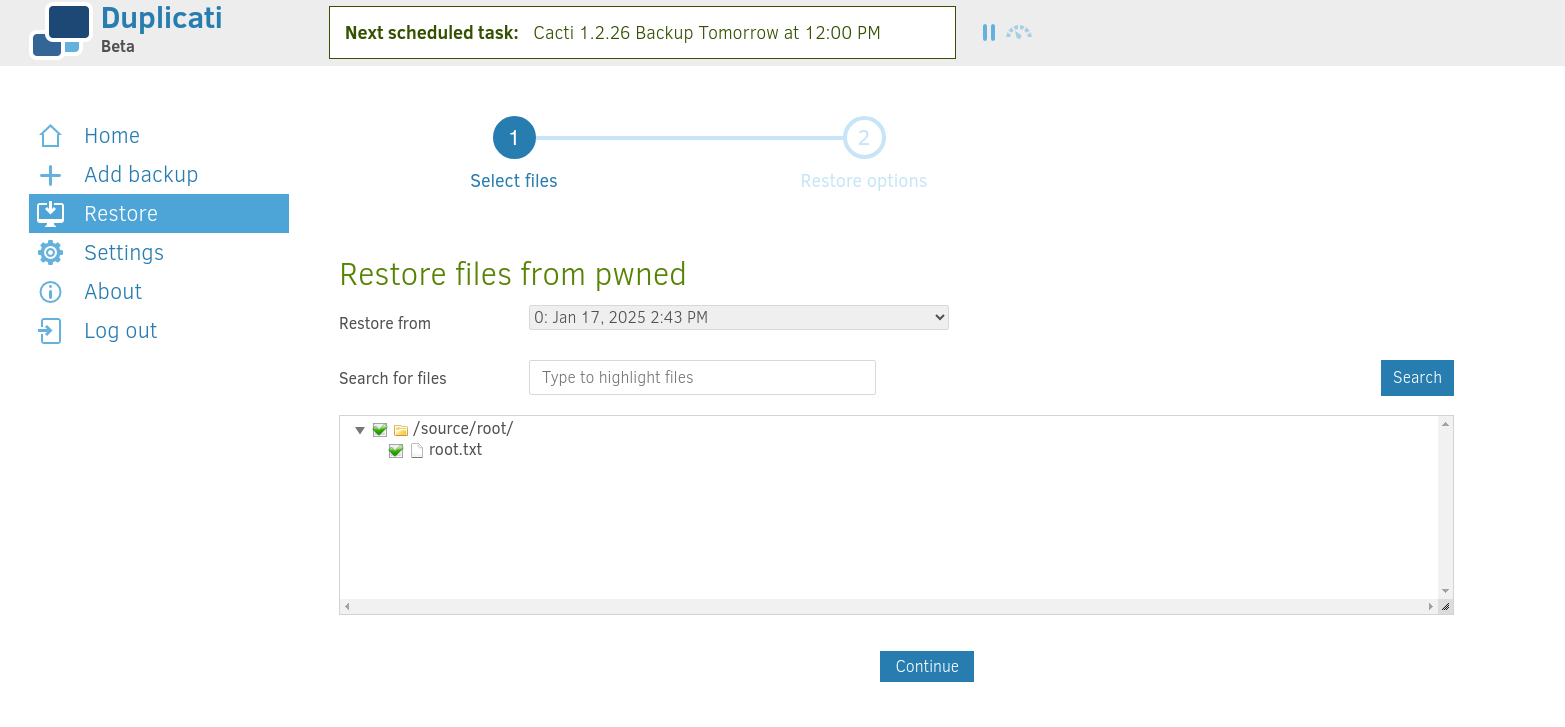 Duplicati
Beta
Next scheduled task: Cacti 1.2.26 Backup Tomorrow at 12:00 PM
Home
Add backup
Restore
Settings
About
Log out
1
2
Select files
Restore options
Restore files from pwned
Restore from
0: Jan 17, 2025 2:43 PM
Search for files
Type to highlight files
Search
/source/root/
root.txt
Continue